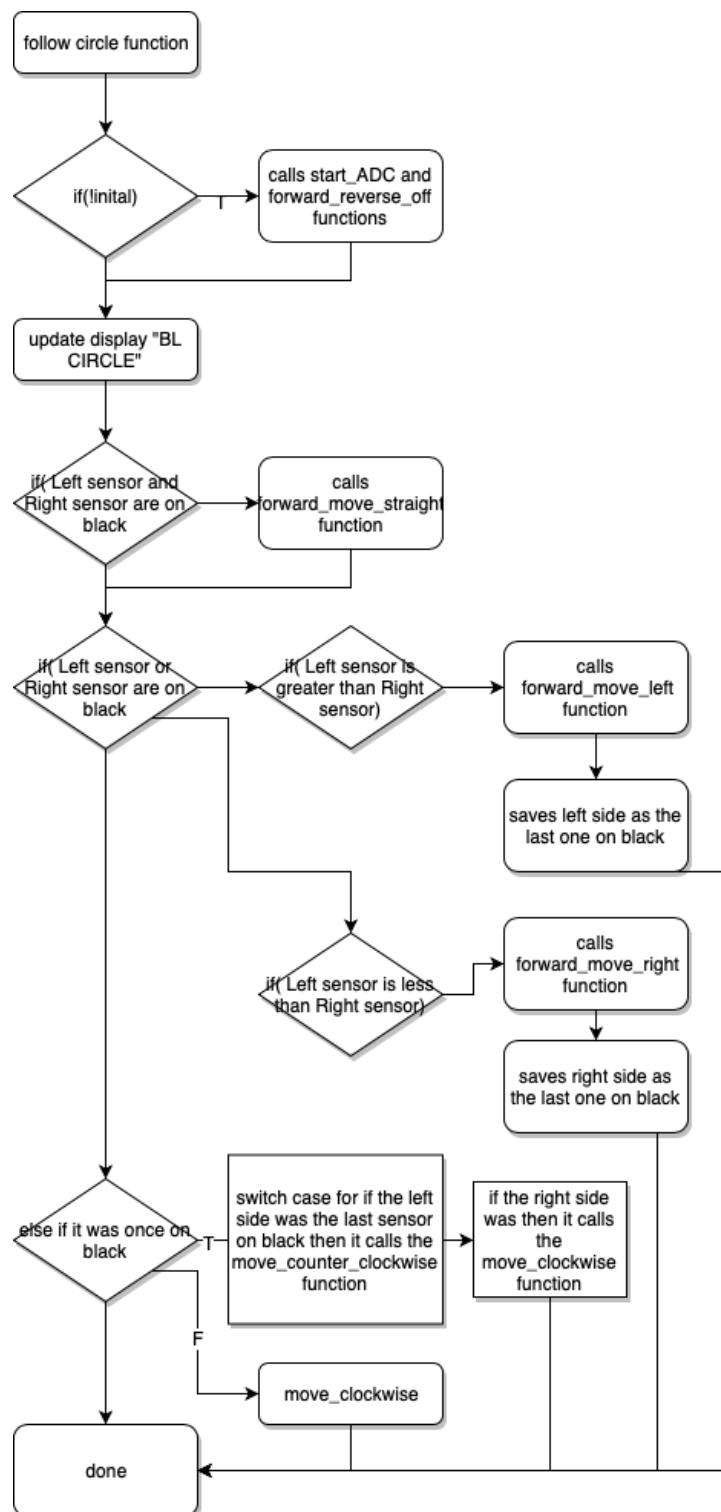 follow circle function
if(!inital)
T
calls start_ADC and
forward_reverse_off
functions
update display "BL
CIRCLE"
if( Left sensor and
Right sensor are on
black
calls
forward_move_straight
function
if( Left sensor or
Right sensor are on
black
if( Left sensor is
greater than Right
sensor)
calls
forward_move_left
function
saves left side as the
last one on black
if( Left sensor is less
than Right sensor)
calls
forward_move_right
function
saves right side as
the last one on black
else if it was once on
black
T
switch case for if the left
side was the last sensor
on black then it calls the
move_counter_clockwise
function
if the right side
was then it calls
the
move_clockwise
function
F
move_clockwise
done